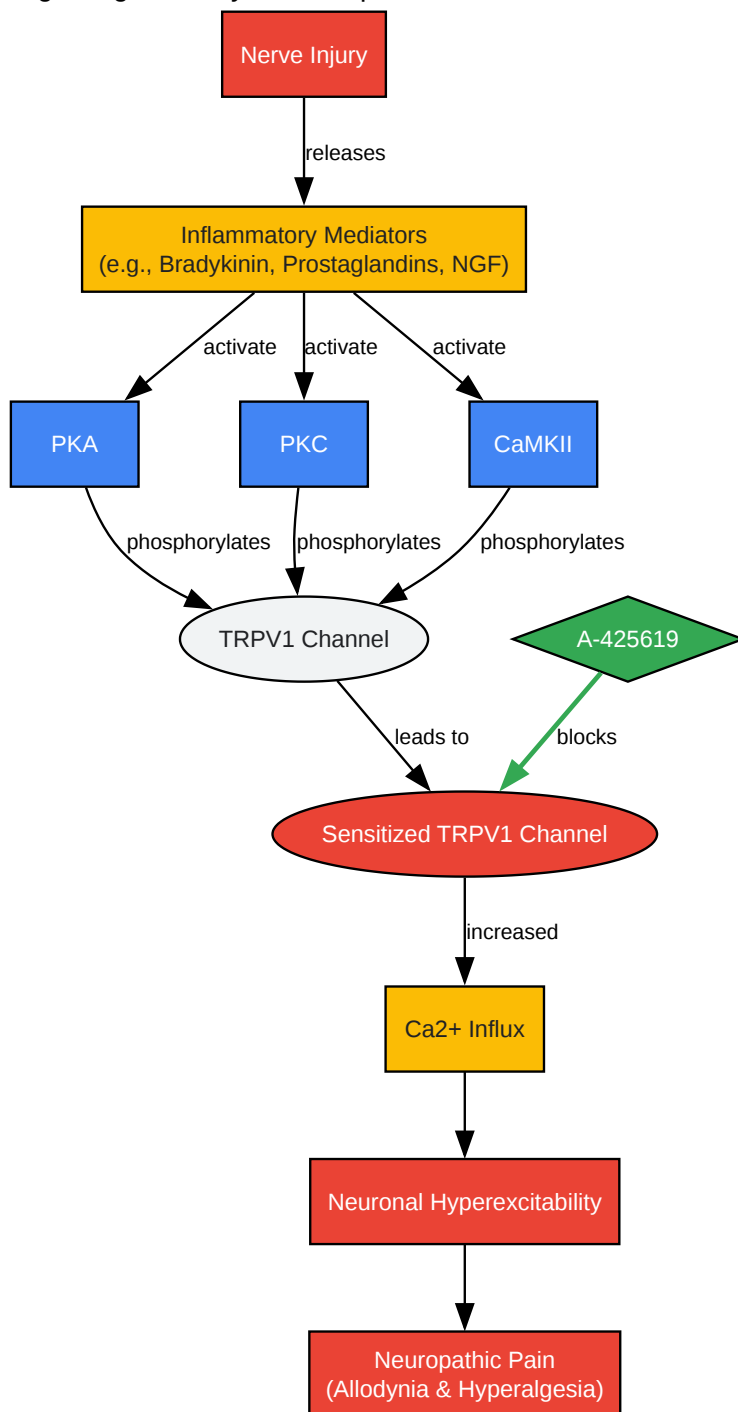 Nerve Injury
releases
Inflammatory Mediators
(e.g., Bradykinin, Prostaglandins, NGF)
activate
activate
activate
PKA
PKC
CaMKII
phosphorylates
phosphorylates
phosphorylates
TRPV1 Channel
A-425619
leads to
blocks
Sensitized TRPV1 Channel
increased
Ca2+ Influx
Neuronal Hyperexcitability
Neuropathic Pain
(Allodynia & Hyperalgesia)